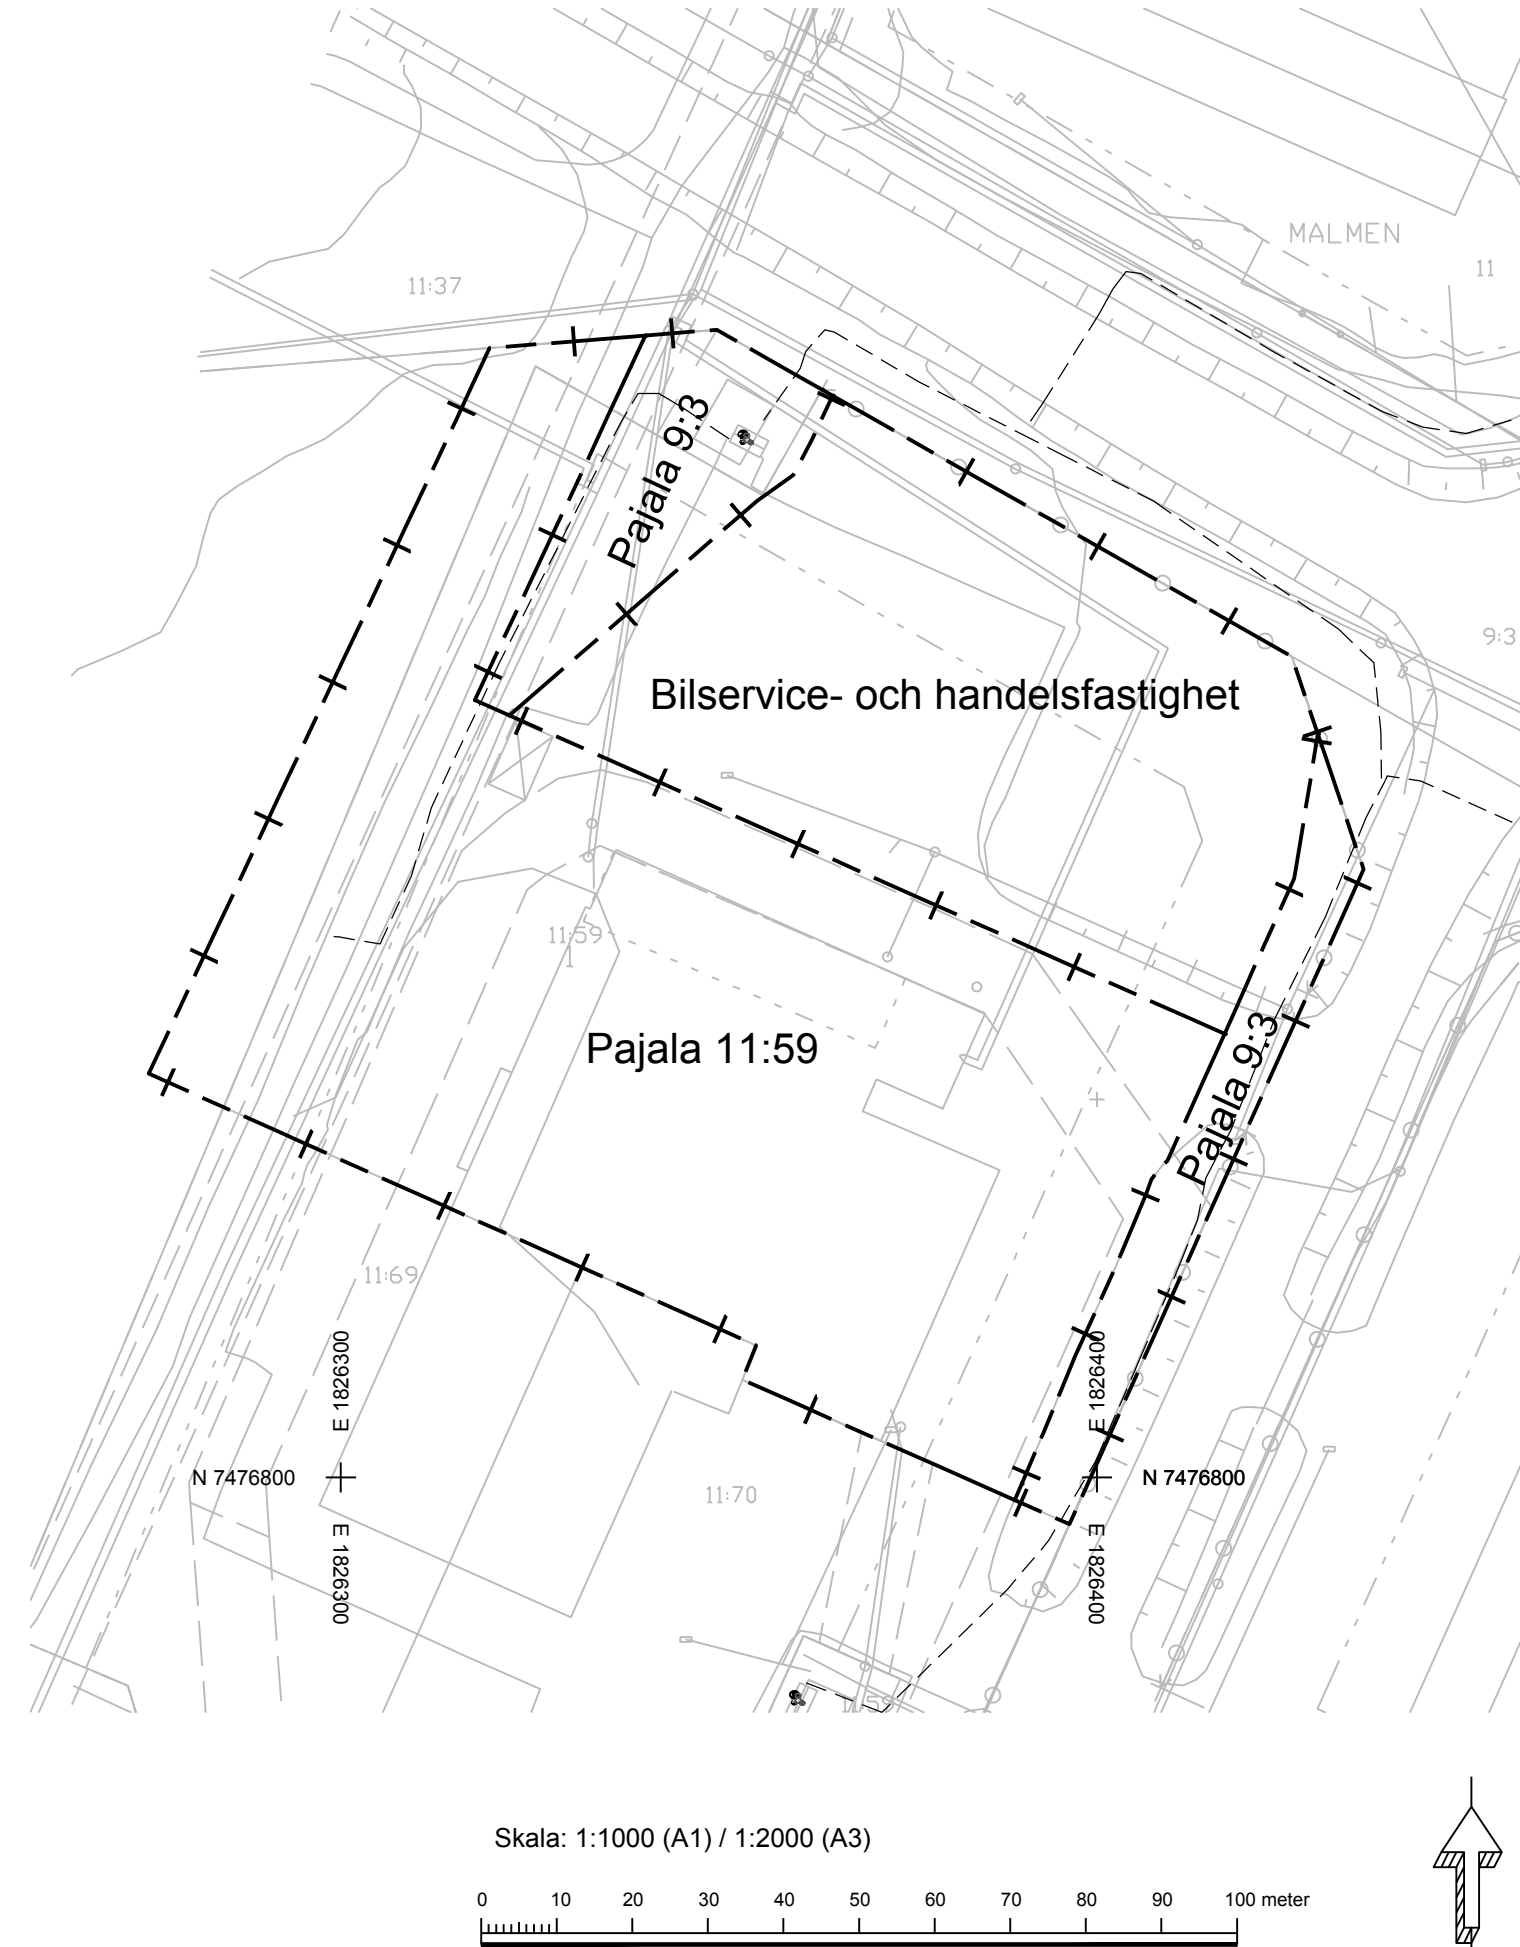 MALMEN
11:37
11
Pajala 9:3
9:3
Bilservice- och handelsfastighet
11:59
1
Pajala 11:59
Pajala 9:3
11:69
E 1826300
E 1826400
N 7476800
N 7476800
11:70
E 1826300
E 1826400
Skala: 1:1000 (A1) / 1:2000 (A3)
0 10 20 30 40 50 60 70 80 90 100 meter